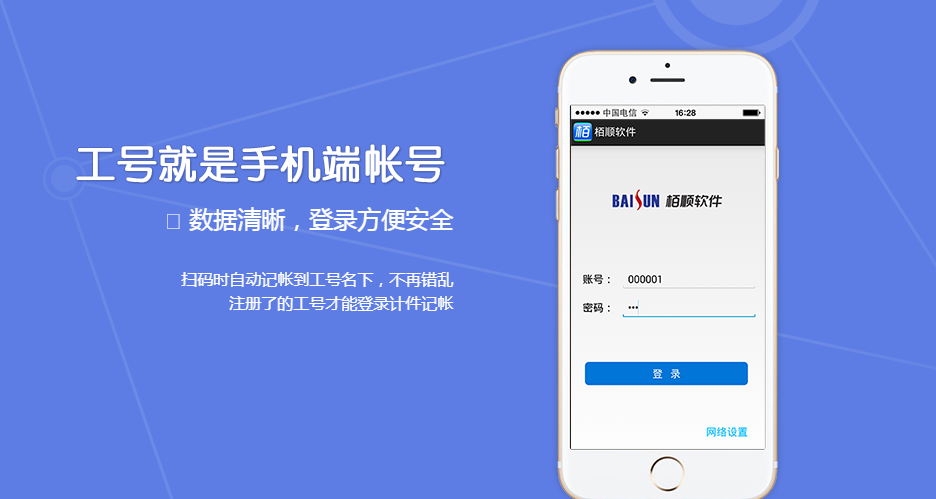 工号就是手机端帐号
数据清晰，登录方便安全
扫码时自动记帐到工号名下，不再错乱
注册了的工号才能登录计件记帐
中国电信 16:28
栢 栢顺软件
BAISUN 栢顺软件
账号： 000001
密码： •••
登 录
网络设置